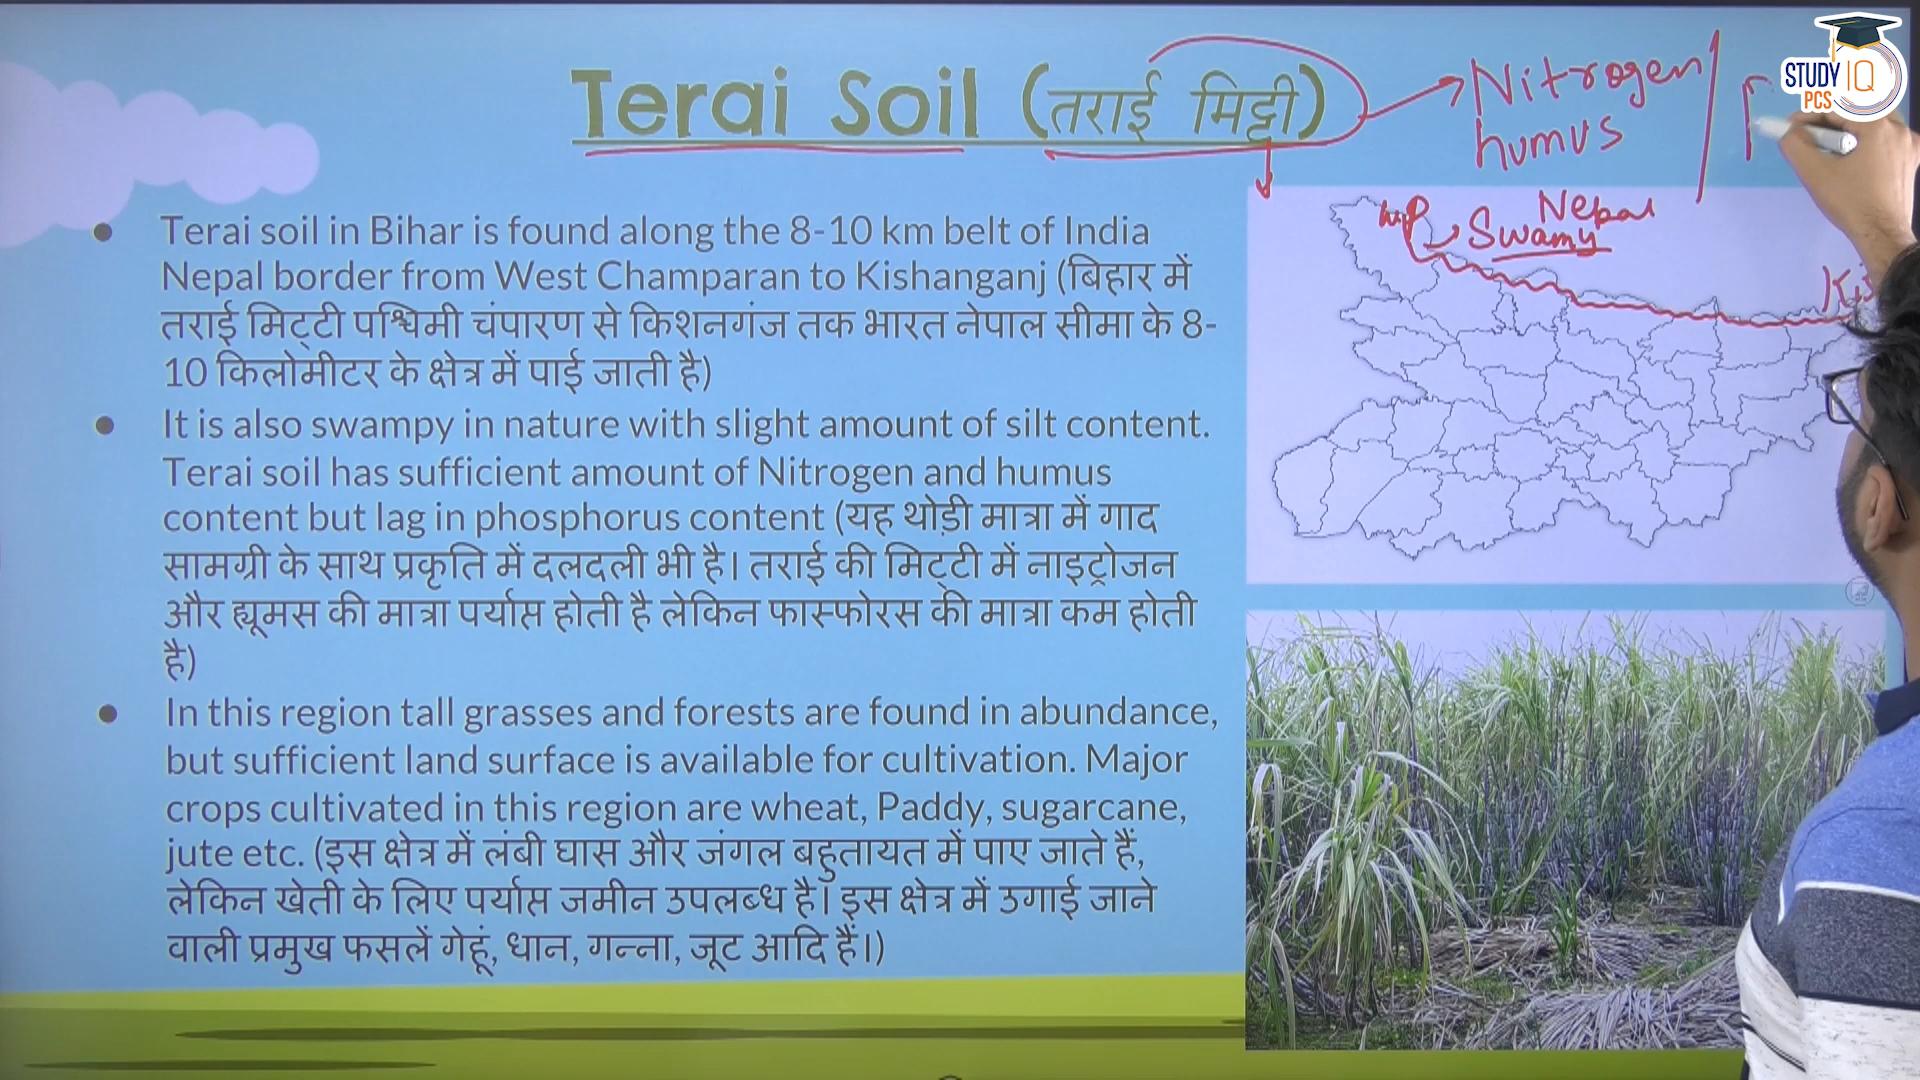 Terai Soil (तराई मिट्टी)
Nitrogen
humus
STUDY IQ
PCS
Nepal
Swamy
Terai soil in Bihar is found along the 8-10 km belt of India
Nepal border from West Champaran to Kishanganj (बिहार में
तराई मिट्टी पश्चिमी चंपारण से किशनगंज तक भारत नेपाल सीमा के 8-
10 किलोमीटर के क्षेत्र में पाई जाती है)
It is also swampy in nature with slight amount of silt content.
Terai soil has sufficient amount of Nitrogen and humus
content but lag in phosphorus content (यह थोड़ी मात्रा में गाद
सामग्री के साथ प्रकृति में दलदली भी है। तराई की मिट्टी में नाइट्रोजन
और ह्यूमस की मात्रा पर्याप्त होती है लेकिन फास्फोरस की मात्रा कम होती
है)
In this region tall grasses and forests are found in abundance,
but sufficient land surface is available for cultivation. Major
crops cultivated in this region are wheat, Paddy, sugarcane,
jute etc. (इस क्षेत्र में लंबी घास और जंगल बहुतायत में पाए जाते हैं,
लेकिन खेती के लिए पर्याप्त जमीन उपलब्ध है। इस क्षेत्र में उगाई जाने
वाली प्रमुख फसलें गेहूं, धान, गन्ना, जूट आदि हैं।)